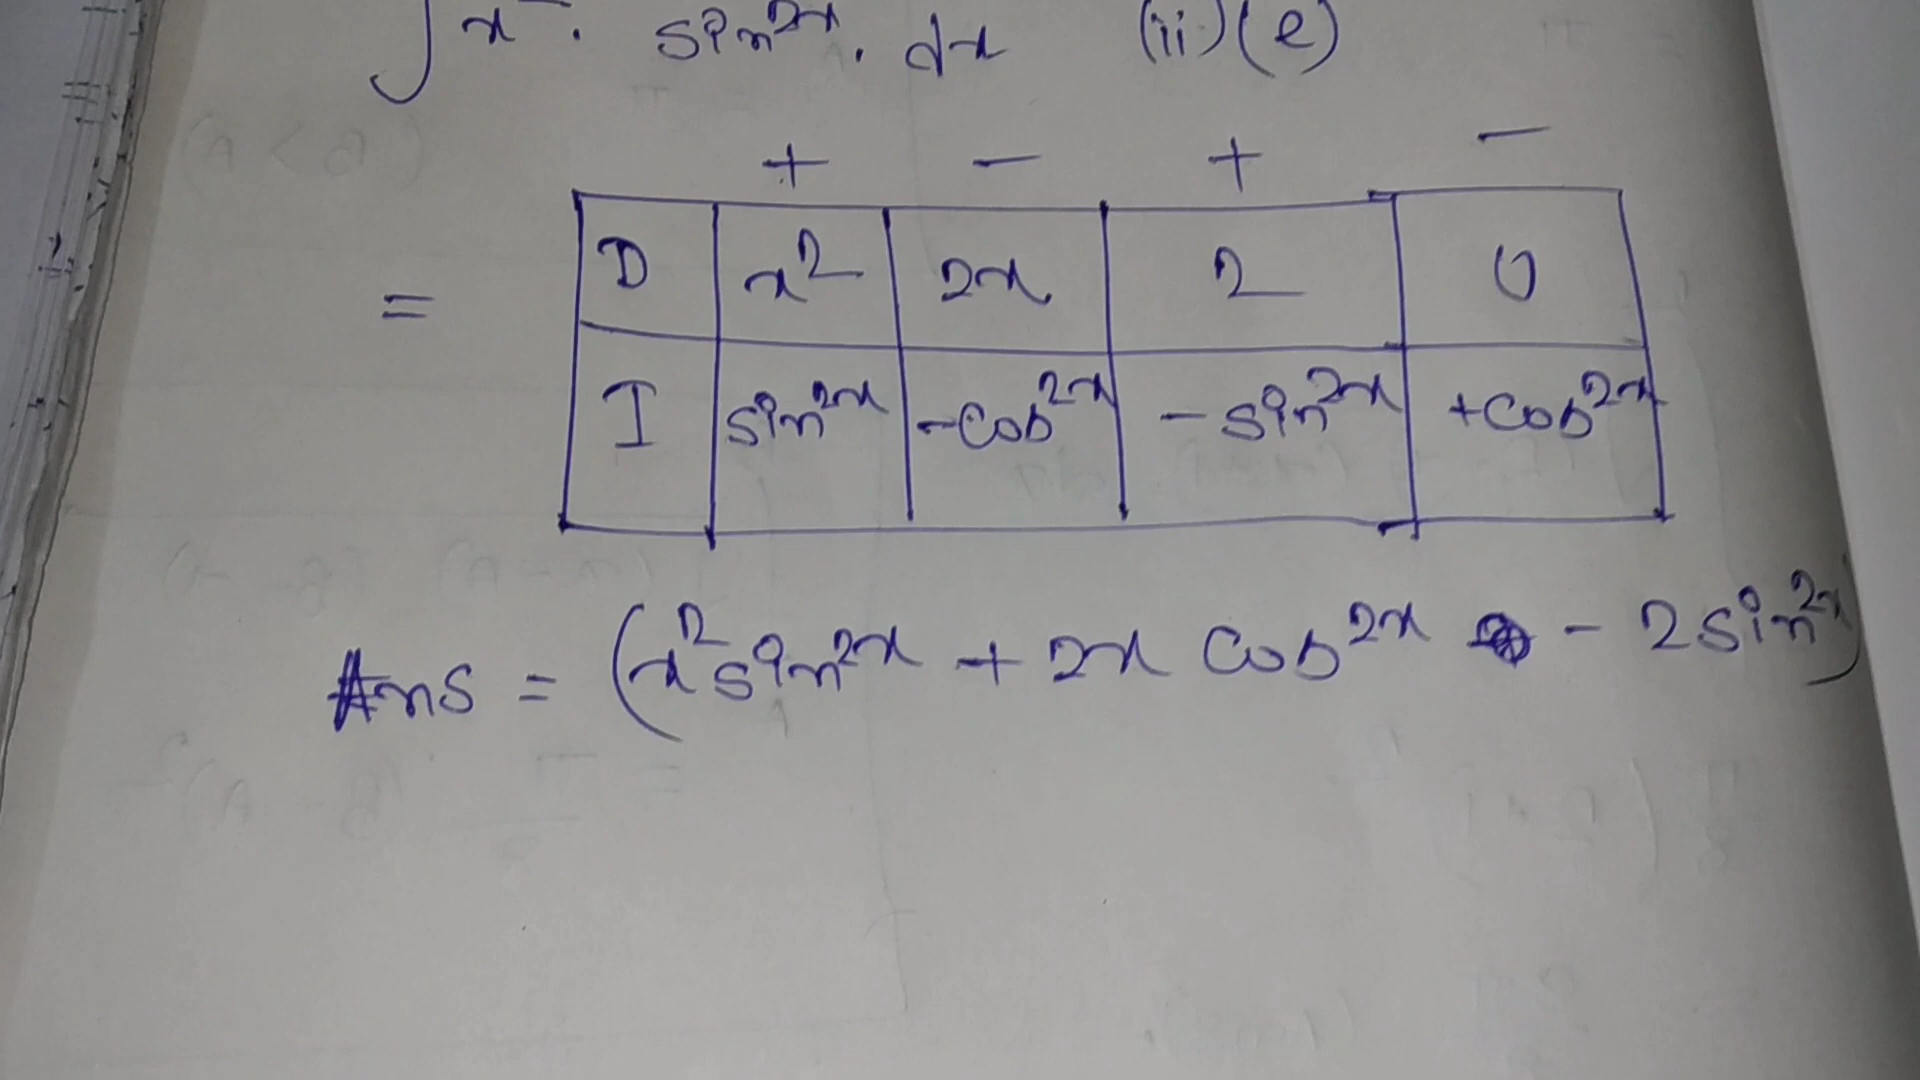 ∫ x² . sin²ˣ . dx (ii) (e)
+ − + −
= D x² 2x 2 0
I sin²ˣ -cos²ˣ -sin²ˣ +cos²ˣ
Ans = (x² sin²ˣ + 2x cos²ˣ - 2 sin²ˣ)